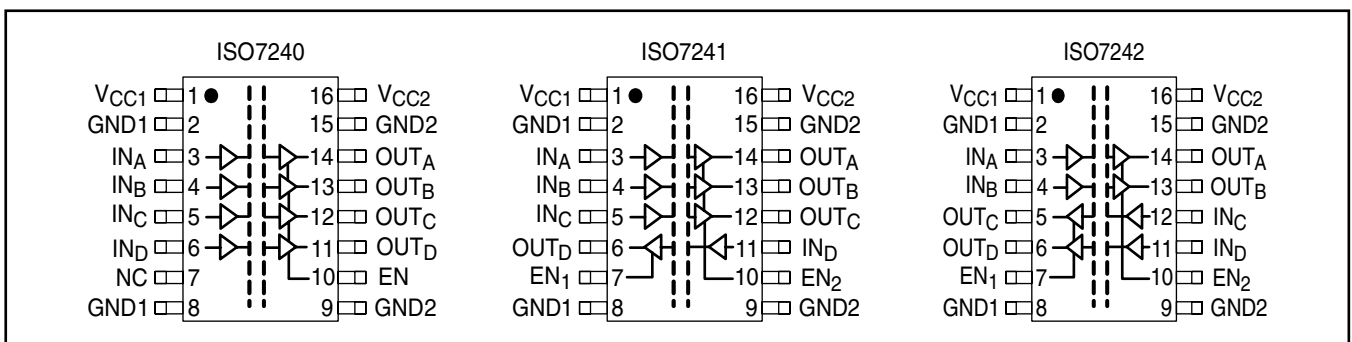 ISO7240
VCC1 1 16 VCC2
GND1 2 15 GND2
INA 3 14 OUTA
INB 4 13 OUTB
INC 5 12 OUTC
IND 6 11 OUTD
NC 7 10 EN
GND1 8 9 GND2
ISO7241
VCC1 1 16 VCC2
GND1 2 15 GND2
INA 3 14 OUTA
INB 4 13 OUTB
INC 5 12 OUTC
OUTD 6 11 IND
EN1 7 10 EN2
GND1 8 9 GND2
ISO7242
VCC1 1 16 VCC2
GND1 2 15 GND2
INA 3 14 OUTA
INB 4 13 OUTB
OUTC 5 12 INC
OUTD 6 11 IND
EN1 7 10 EN2
GND1 8 9 GND2